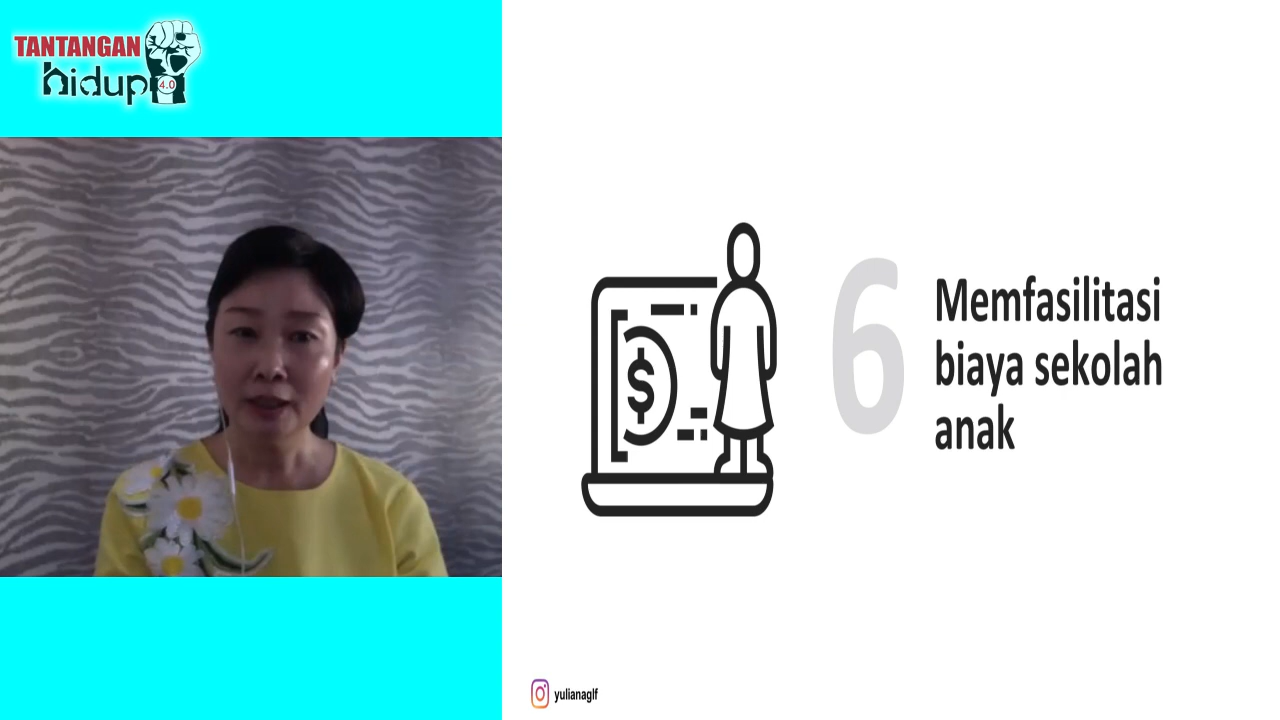 TANTANGAN
hidup
4.0
6
Memfasilitasi
biaya sekolah
anak
$
yulianaglf